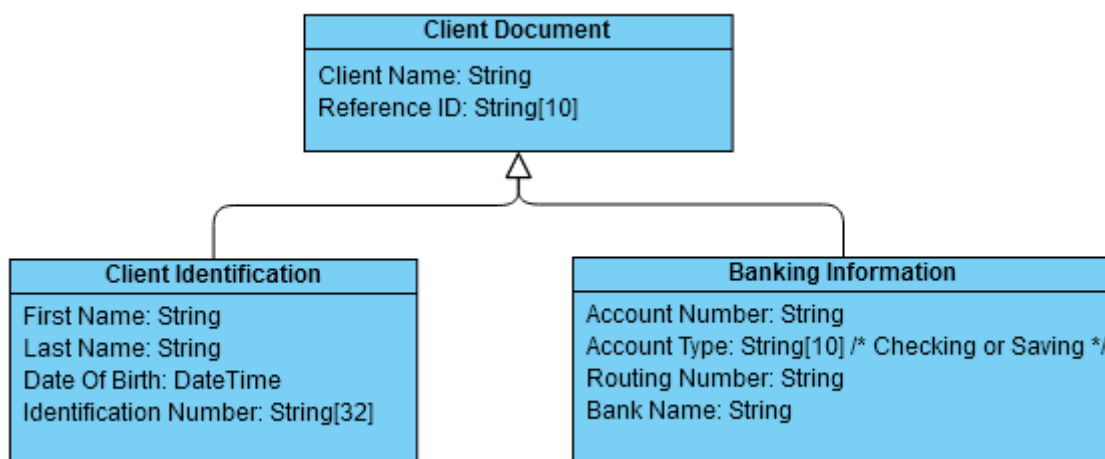 Client Document
Client Name: String
Reference ID: String[10]
Client Identification
First Name: String
Last Name: String
Date Of Birth: DateTime
Identification Number: String[32]
Banking Information
Account Number: String
Account Type: String[10] /* Checking or Saving */
Routing Number: String
Bank Name: String